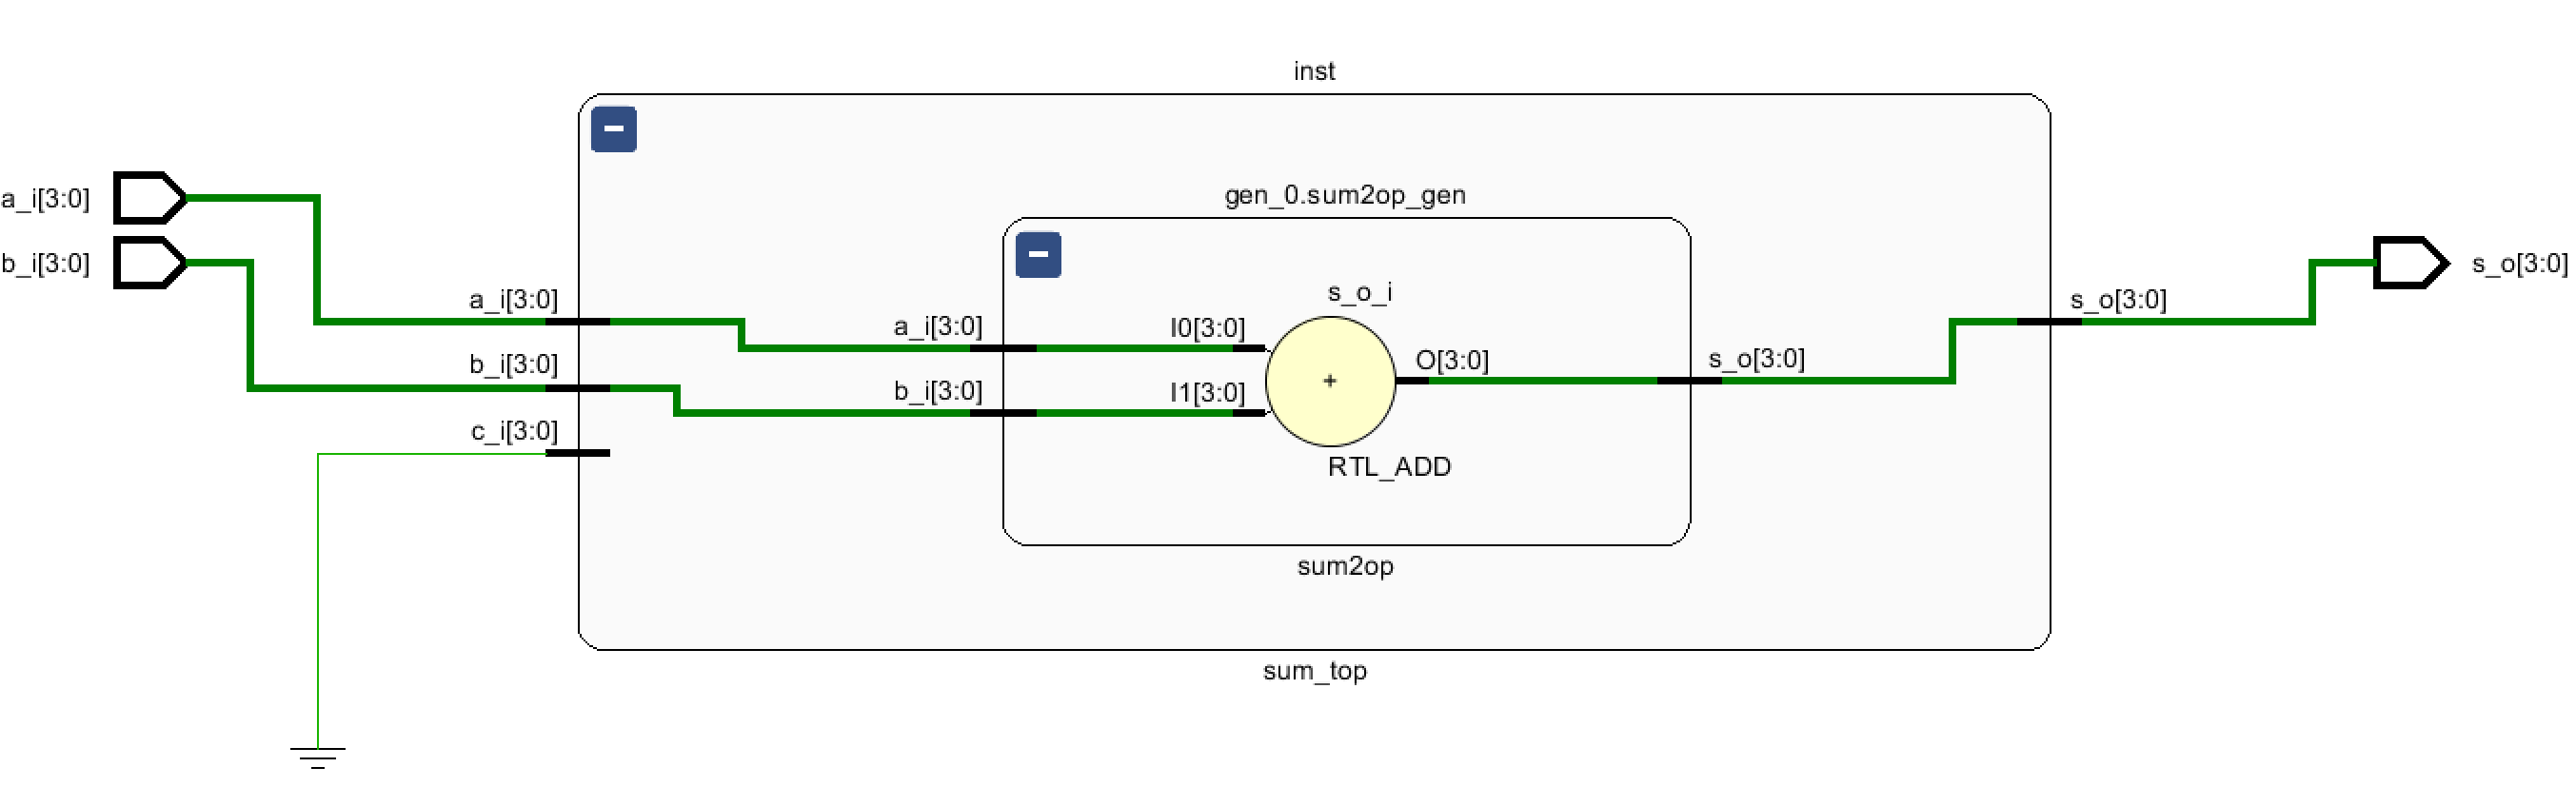 inst
a_i[3:0]
b_i[3:0]
gen_0.sum2op_gen
s_o[3:0]
s_o_i
a_i[3:0]
s_o[3:0]
a_i[3:0]
I0[3:0]
O[3:0]
s_o[3:0]
b_i[3:0]
b_i[3:0]
I1[3:0]
+
c_i[3:0]
RTL_ADD
sum2op
sum_top